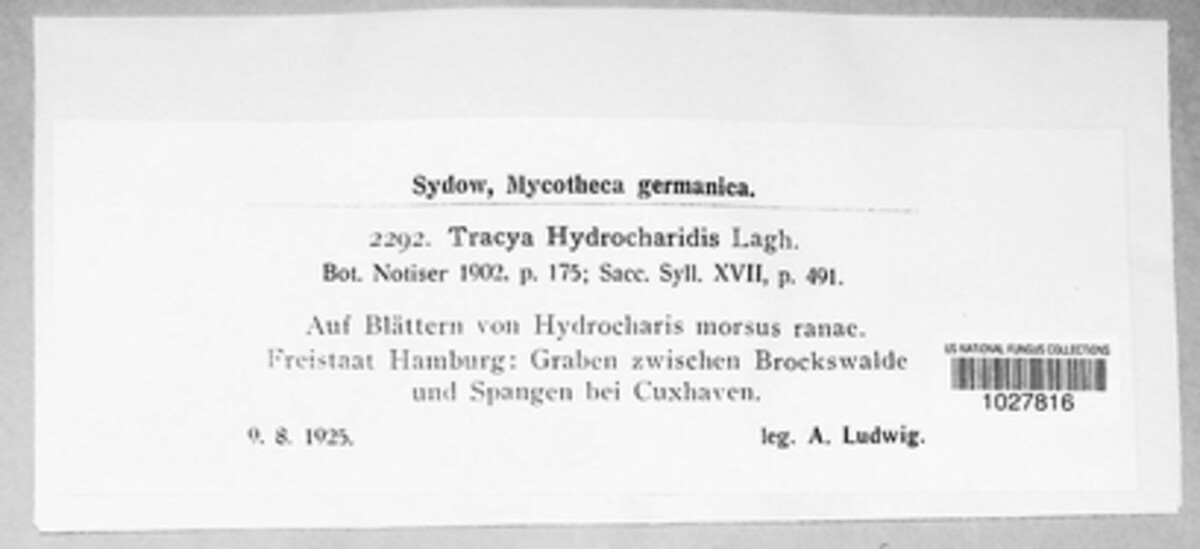 Sydow, Mycotheca germanica.
2292. Tracya Hydrocharidis Lagh.
Bot. Notiser 1902, p. 175; Sacc. Syll. XVII, p. 491.
Auf Blättern von Hydrocharis morsus ranae.
Freistaat Hamburg: Graben zwischen Brockswalde
und Spangen bei Cuxhaven.
9. 8. 1925. leg. A. Ludwig.
US NATIONAL FUNGUS COLLECTIONS
1027816